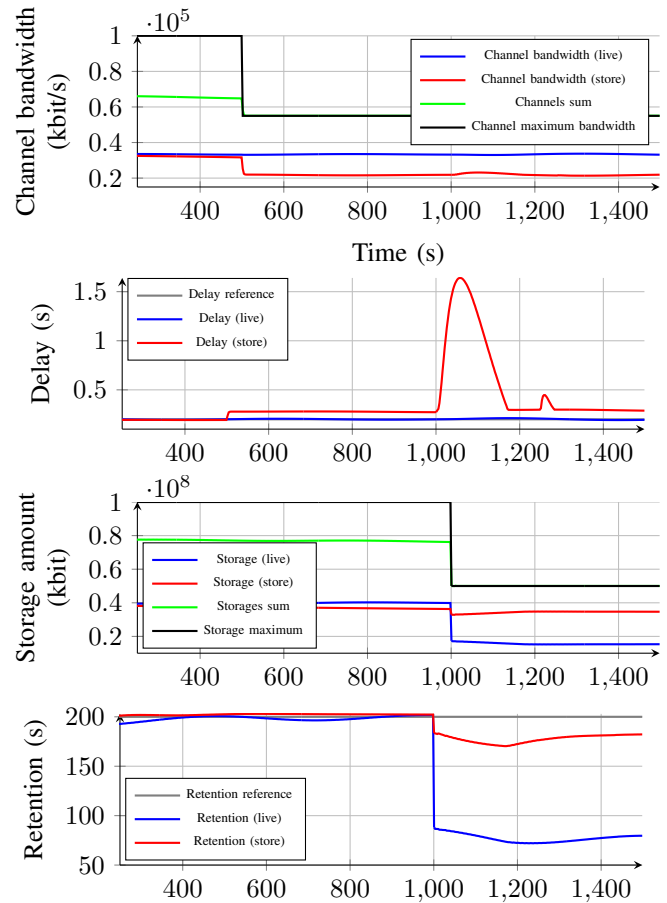 ·10^5
1
0.8
0.6
0.4
0.2
Channel bandwidth
(kbit/s)
Channel bandwidth (live)
Channel bandwidth (store)
Channels sum
Channel maximum bandwidth
400 600 800 1,000 1,200 1,400
Time (s)
1.5
1
0.5
Delay (s)
Delay reference
Delay (live)
Delay (store)
400 600 800 1,000 1,200 1,400
·10^8
1
0.8
0.6
0.4
0.2
Storage amount
(kbit)
Storage (live)
Storage (store)
Storages sum
Storage maximum
400 600 800 1,000 1,200 1,400
200
150
100
50
Retention (s)
Retention reference
Retention (live)
Retention (store)
400 600 800 1,000 1,200 1,400